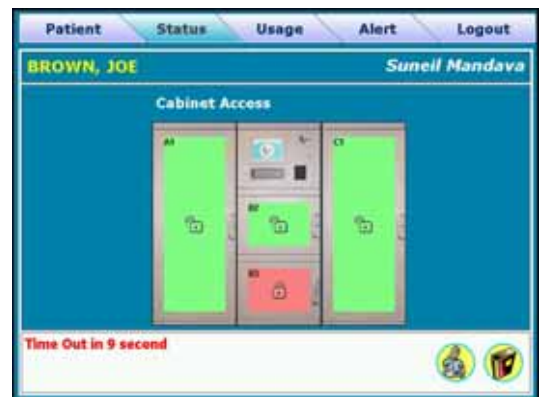 Patient Status Usage Alert Logout
BROWN, JOE Suneil Mandava
Cabinet Access
A1 C1
B2
B3
Time Out in 9 second